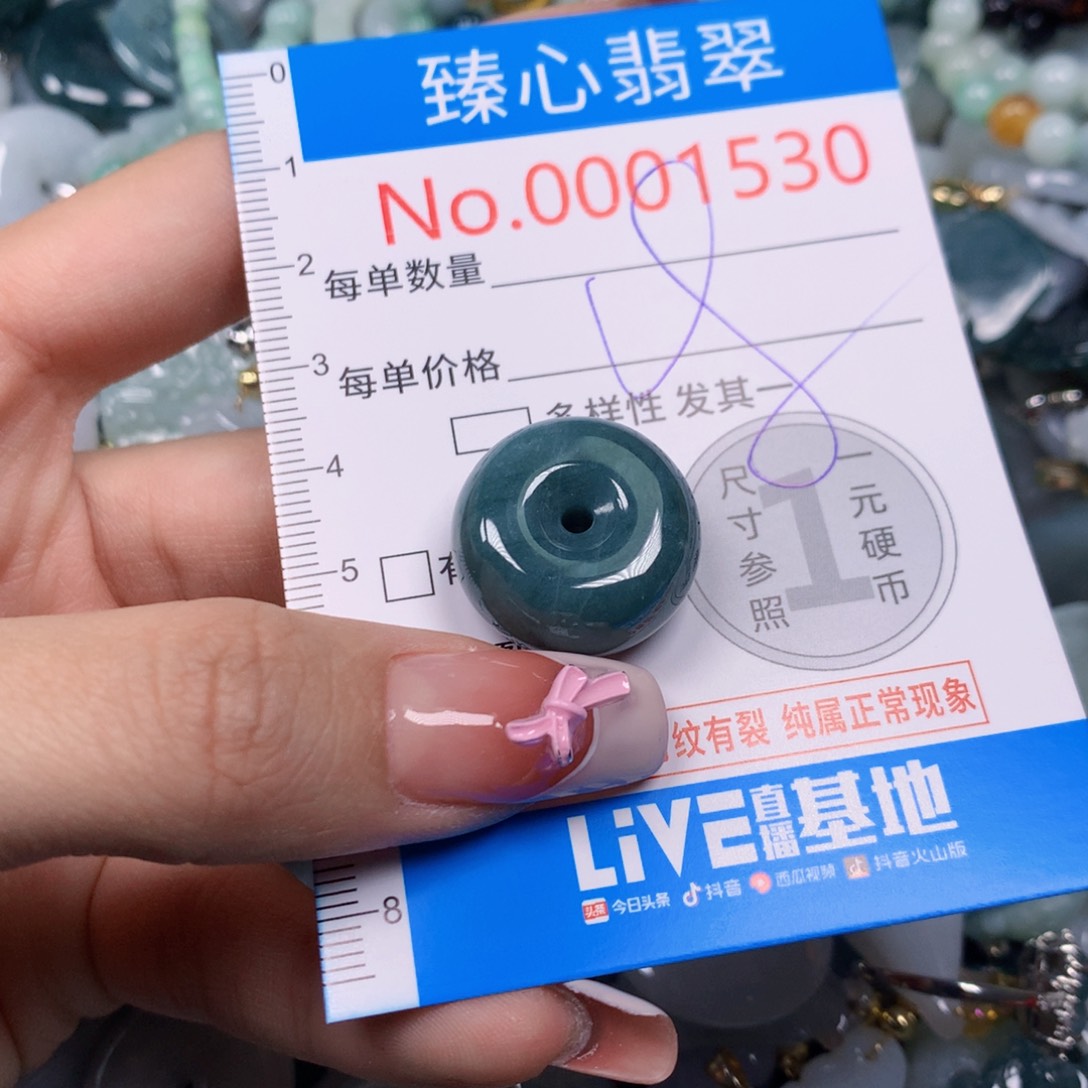 臻心翡翠
No.0001530
每单数量
每单价格
多样性 发其一
尺寸参照
一元硬币
1
纹有裂 纯属正常现象
LiVE直播基地
头条 今日头条 抖音 西瓜视频 抖音火山版
0
1
2
3
4
5
8